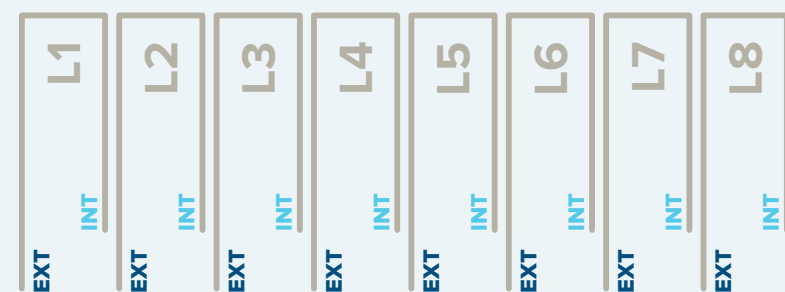 L1 L2 L3 L4 L5 L6 L7 L8
INT INT INT INT INT INT INT INT
EXT EXT EXT EXT EXT EXT EXT EXT